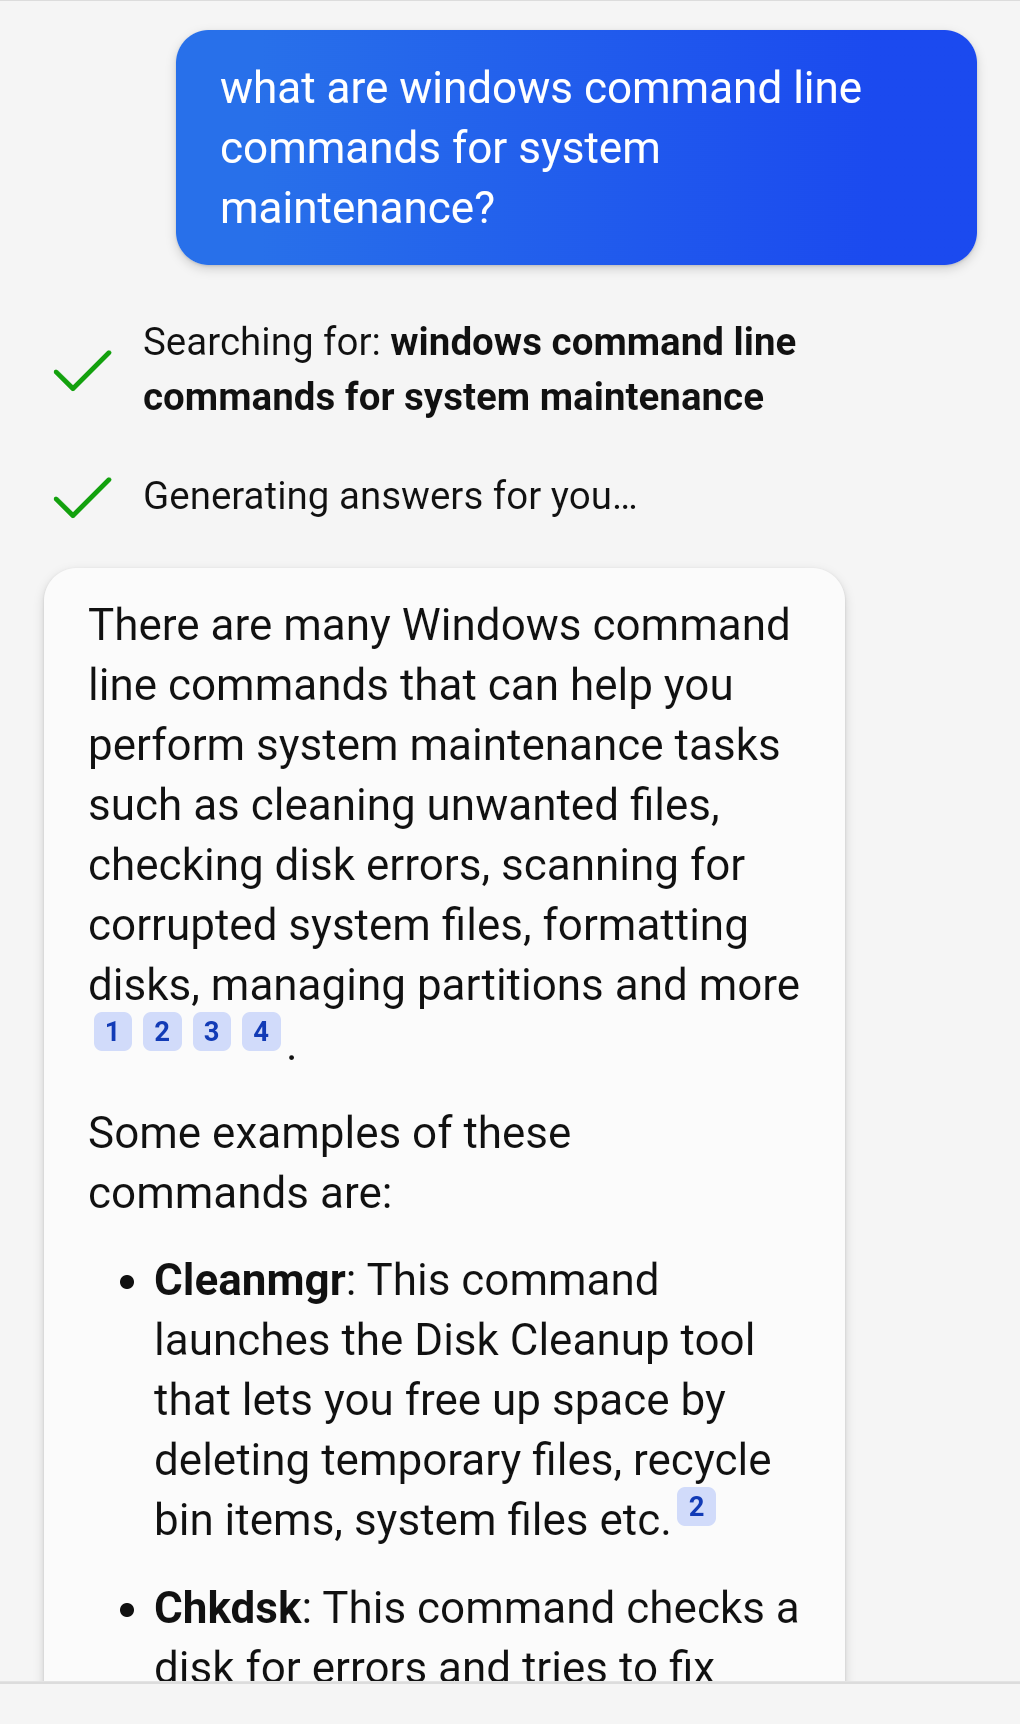 what are windows command line
commands for system
maintenance?
Searching for: windows command line
commands for system maintenance
Generating answers for you...
There are many Windows command
line commands that can help you
perform system maintenance tasks
such as cleaning unwanted files,
checking disk errors, scanning for
corrupted system files, formatting
disks, managing partitions and more
1 2 3 4 .
Some examples of these
commands are:
• Cleanmgr: This command
launches the Disk Cleanup tool
that lets you free up space by
deleting temporary files, recycle
bin items, system files etc. 2
• Chkdsk: This command checks a
disk for errors and tries to fix